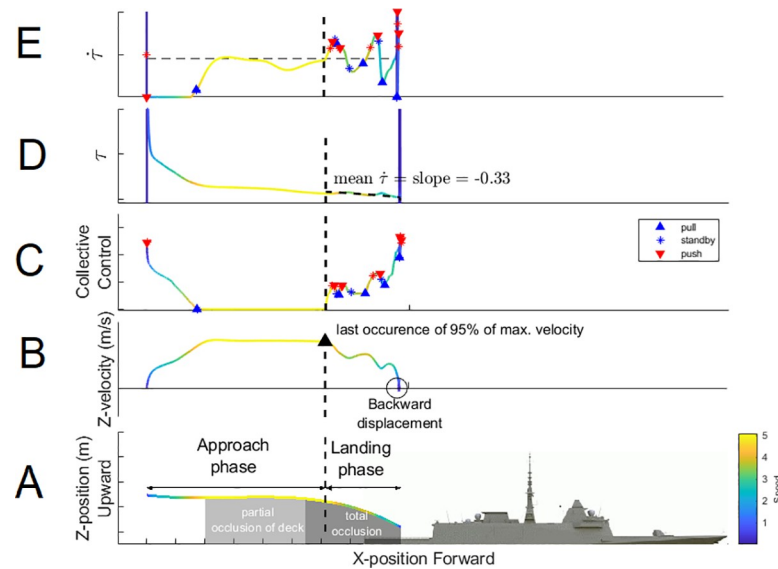 E
τ̇
D
τ
mean τ̇ = slope = -0.33
C
Collective
Control
pull
standby
push
B
Z-velocity (m/s)
last occurence of 95% of max. velocity
Backward
displacement
A
Z-position (m)
Upward
Approach
phase
Landing
phase
partial
occlusion of deck
total
occlusion
5
4
3
2
1
0
Speed
X-position Forward